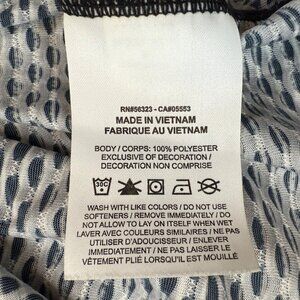 RN#56323 - CA#05553
MADE IN VIETNAM
FABRIQUE AU VIETNAM
BODY / CORPS: 100% POLYESTER
EXCLUSIVE OF DECORATION /
DECORATION NON COMPRISE
30C
WASH WITH LIKE COLORS / DO NOT USE
SOFTENERS / REMOVE IMMEDIATELY / DO
NOT ALLOW TO LAY ON ITSELF WHEN WET
LAVER AVEC COULEURS SIMILAIRES / NE PAS
UTILISER D'ADOUCISSEUR / ENLEVER
IMMÉDIATEMENT / NE PAS LAISSER LE
VÊTEMENT PLIÉ LORSQU'IL EST MOUILLÉ